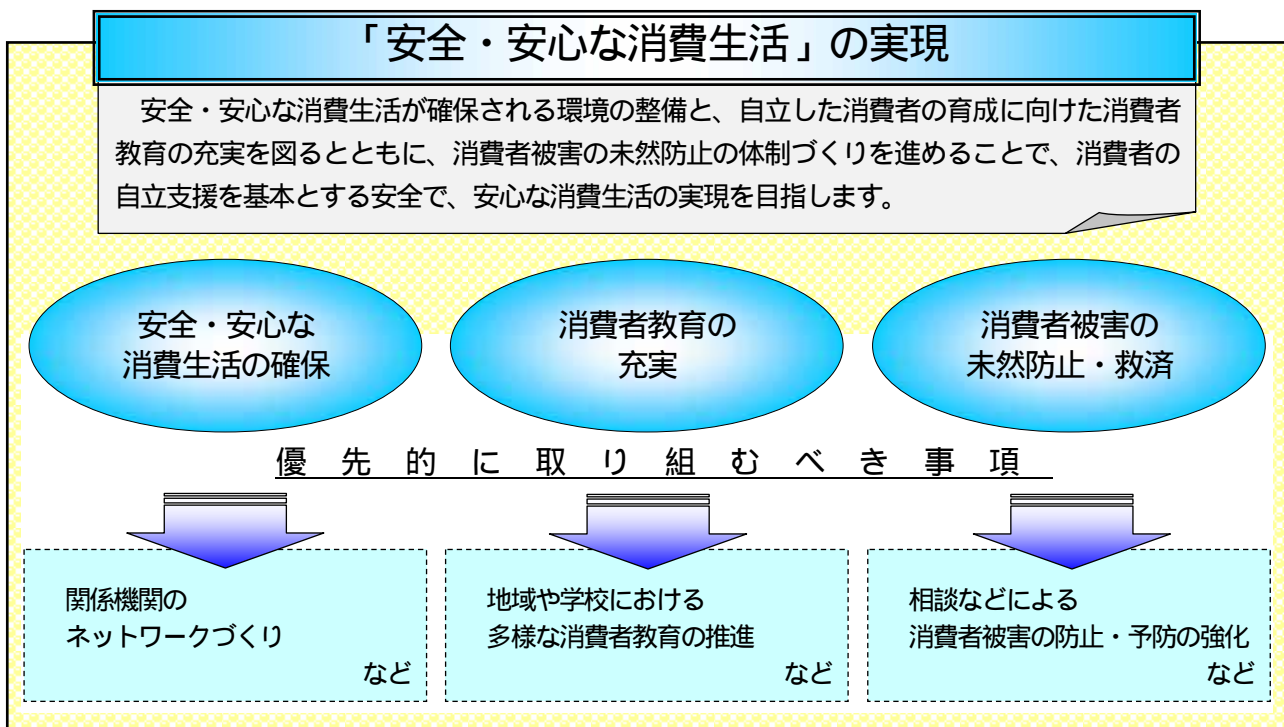 「安全・安心な消費生活」の実現
安全・安心な消費生活が確保される環境の整備と、自立した消費者の育成に向けた消費者
教育の充実を図るとともに、消費者被害の未然防止の体制づくりを進めることで、消費者の
自立支援を基本とする安全で、安心な消費生活の実現を目指します。
安全・安心な
消費生活の確保
消費者教育の
充実
消費者被害の
未然防止・救済
優先的に取り組むべき事項
関係機関の
ネットワークづくり
など
地域や学校における
多様な消費者教育の推進
など
相談などによる
消費者被害の防止・予防の強化
など